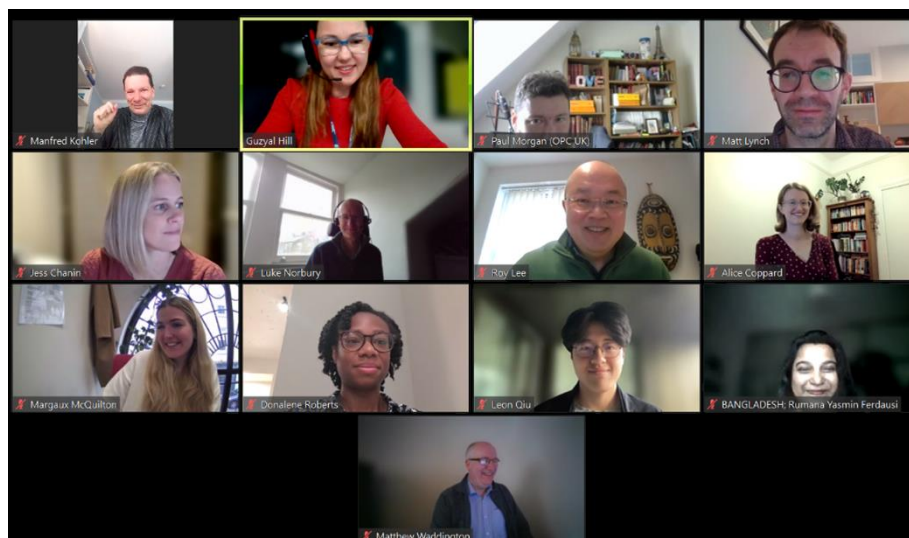 Manfred Kohler
Guzyal Hill
Paul Morgan (OPC UK)
Matt Lynch
Jess Chanin
Luke Norbury
Roy Lee
Alice Coppard
Margaux McQuilton
Donalene Roberts
Leon Qiu
BANGLADESH: Rumana Yasmin Ferdausi
Matthew Waddington